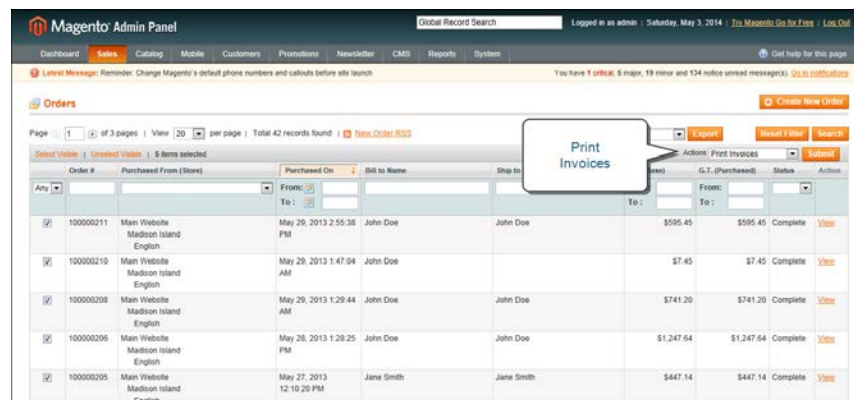 Magento Admin Panel
Global Record Search
Logged in as admin | Saturday, May 3, 2014 | Try Magento Go for Free | Log Out
Dashboard Sales Catalog Mobile Customers Promotions Newsletter CMS Reports System Get help for this page
Latest Message: Reminder: Change Magento's default phone numbers and callouts before site launch
You have 1 critical, 5 major, 19 minor and 134 notice unread message(s). Go to notifications
Orders
Create New Order
Page 1 of 3 pages | View 20 per page | Total 42 records found | New Order RSS
Export Reset Filter Search
Print
Invoices
Select Visible | Unselect Visible | 5 items selected
Actions Print Invoices Submit
Order # Purchased From (Store) Purchased On Bill to Name Ship to G.T. (Purchased) Status Action
Any From: From:
To : To : To :
100000211 Main Website May 29, 2013 2:55:38 John Doe John Doe $595.45 $595.45 Complete View
Madison Island PM
English
100000210 Main Website May 29, 2013 1:47:04 John Doe $7.45 $7.45 Complete View
Madison Island AM
English
100000208 Main Website May 29, 2013 1:29:44 John Doe John Doe $741.20 $741.20 Complete View
Madison Island AM
English
100000206 Main Website May 28, 2013 1:28:25 John Doe John Doe $1,247.64 $1,247.64 Complete View
Madison Island PM
English
100000205 Main Website May 27, 2013 Jane Smith Jane Smith $447.14 $447.14 Complete View
Madison Island 12:10:20 PM
English